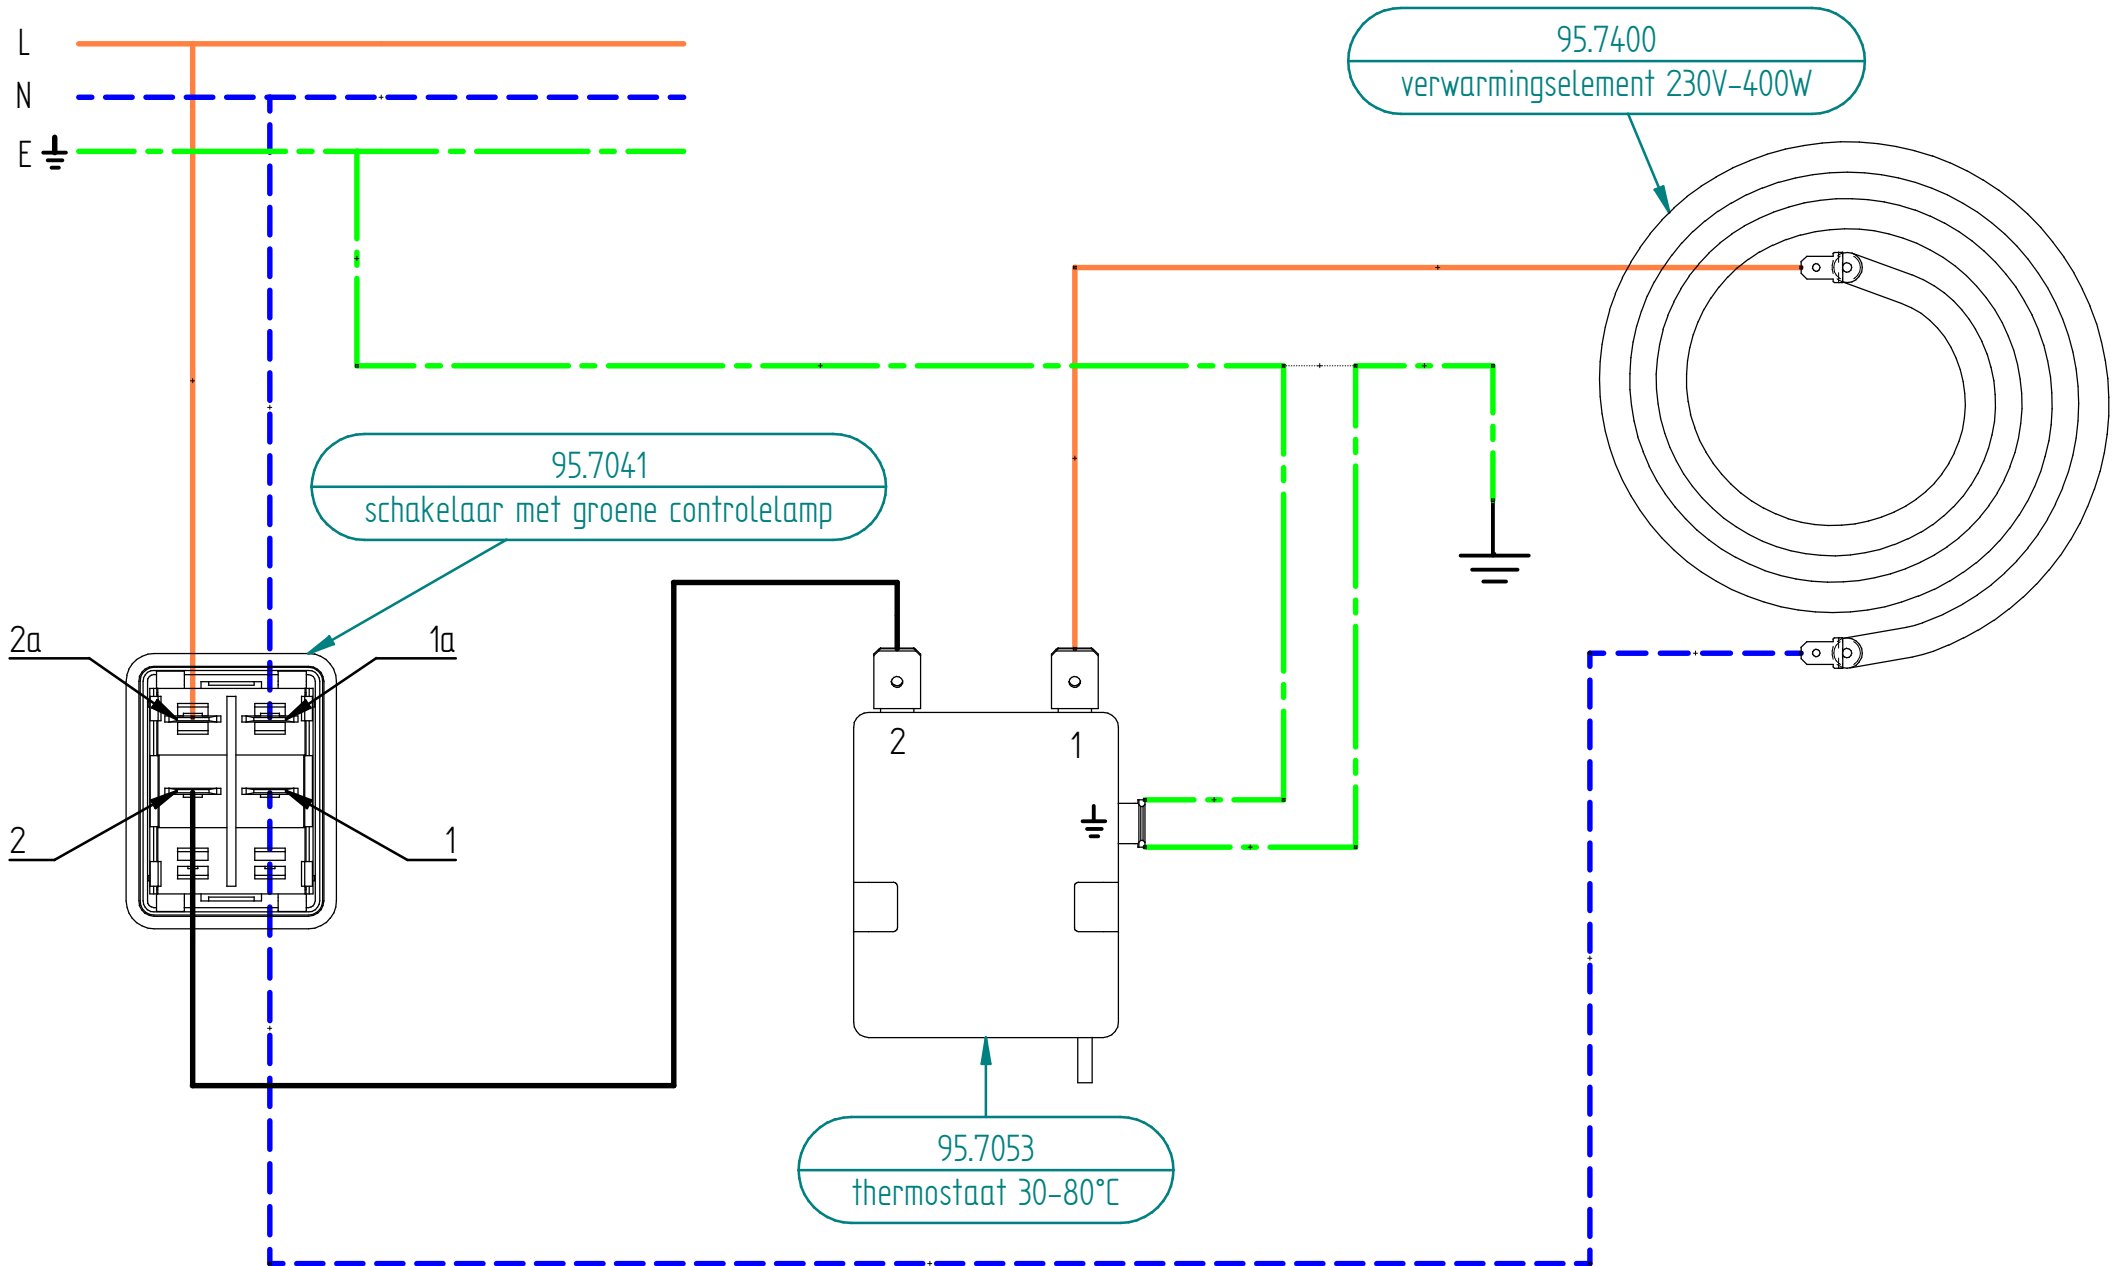 L
N
E
95.7400
verwarmingselement 230V-400W
95.7041
schakelaar met groene controlelamp
2a
1a
2
1
2
1
95.7053
thermostaat 30-80°C